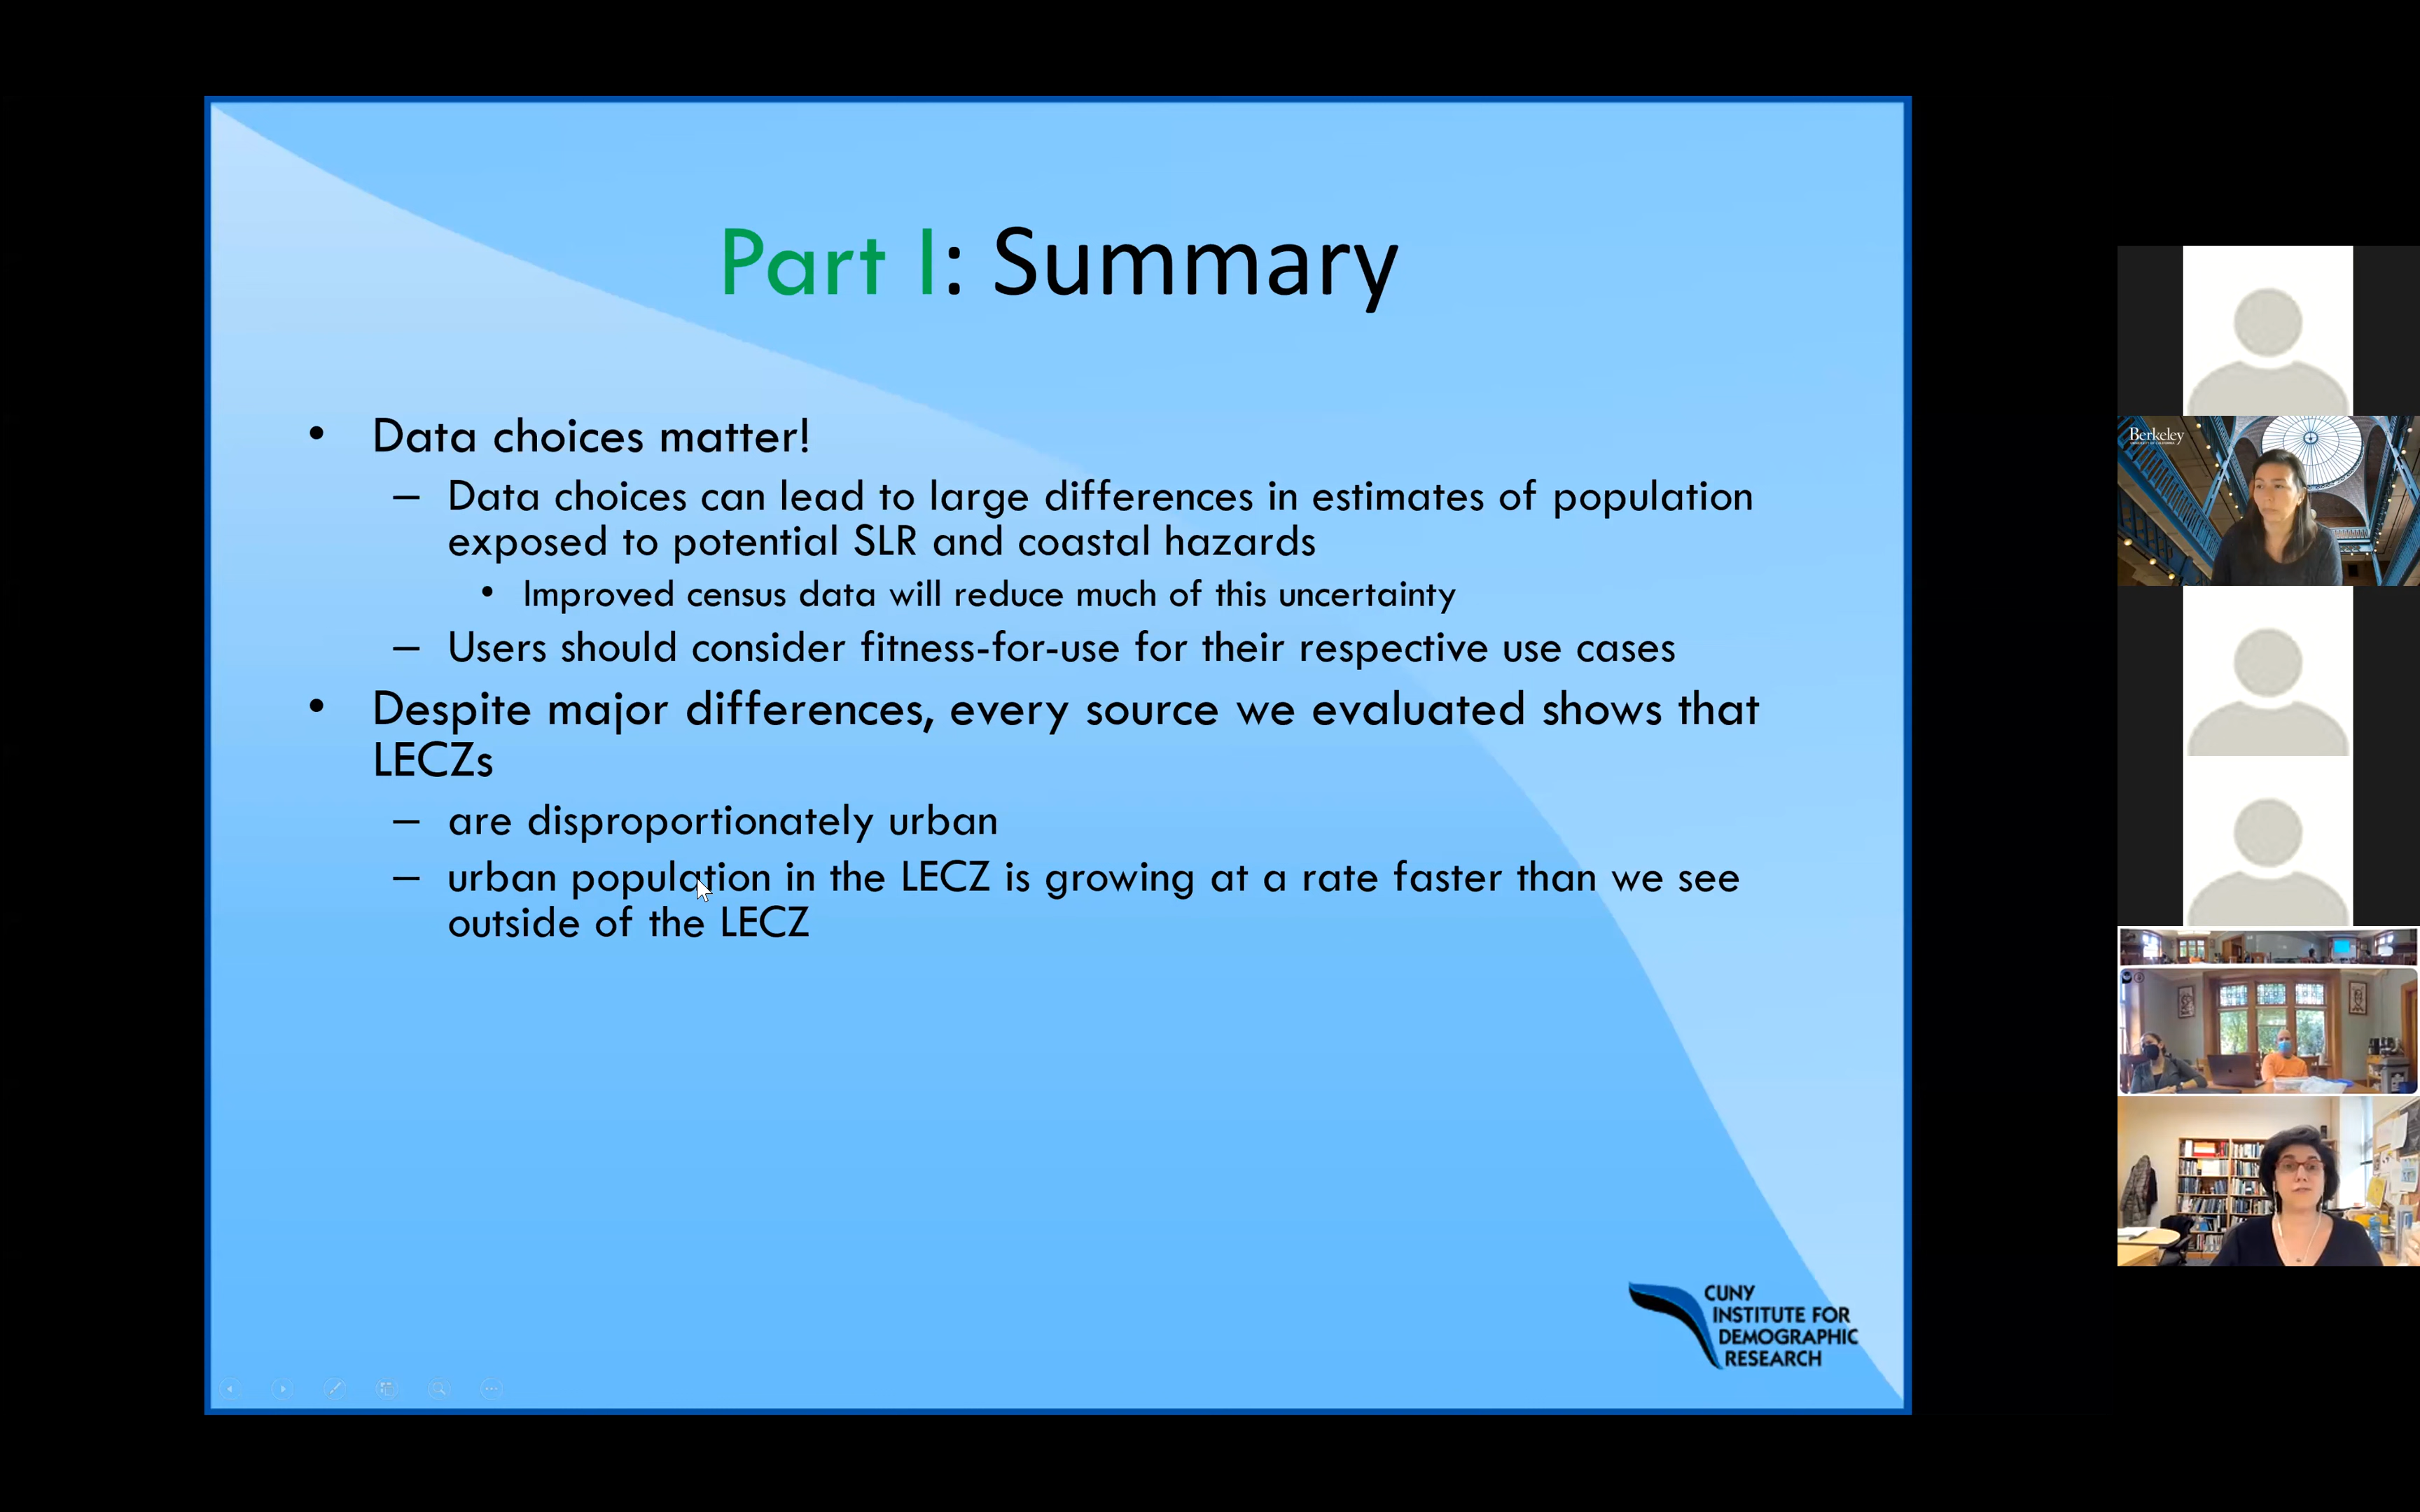 Part I: Summary
• Data choices matter!
– Data choices can lead to large differences in estimates of population
exposed to potential SLR and coastal hazards
• Improved census data will reduce much of this uncertainty
– Users should consider fitness-for-use for their respective use cases
• Despite major differences, every source we evaluated shows that
LECZs
– are disproportionately urban
– urban population in the LECZ is growing at a rate faster than we see
outside of the LECZ
CUNY
INSTITUTE FOR
DEMOGRAPHIC
RESEARCH
Berkeley